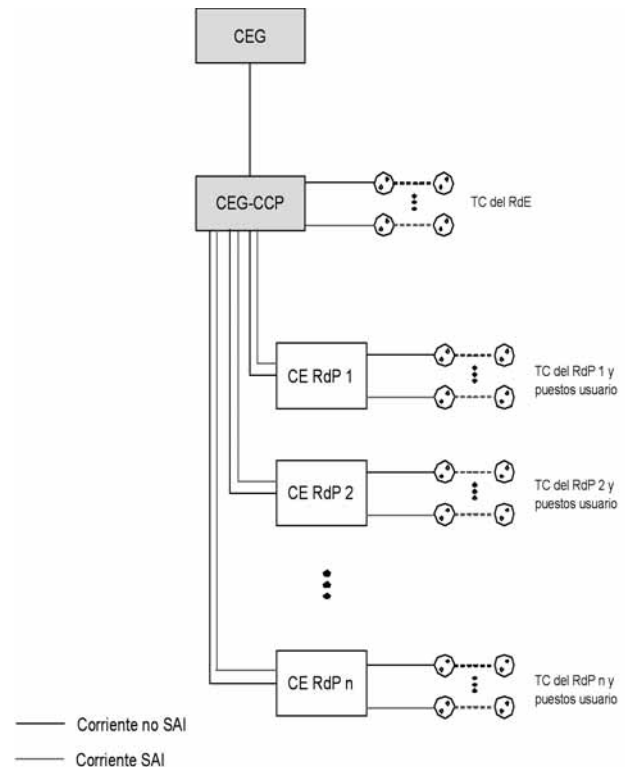 CEG
CEG-CCP
TC del RdE
CE RdP 1
TC del RdP 1 y
puestos usuario
CE RdP 2
TC del RdP 2 y
puestos usuario
CE RdP n
TC del RdP n y
puestos usuario
Corriente no SAI
Corriente SAI